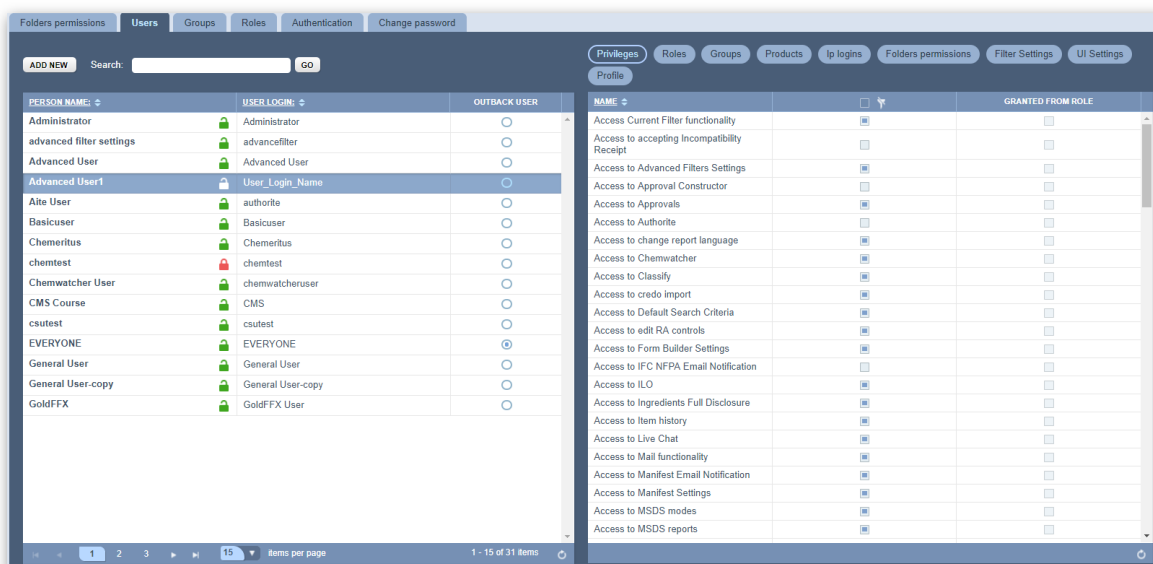 Folders permissions Users Groups Roles Authentication Change password
ADD NEW Search: GO
PERSON NAME: USER LOGIN: OUTBACK USER
Administrator Administrator
advanced filter settings advancefilter
Advanced User Advanced User
Advanced User1 User_Login_Name
Aite User authorite
Basicuser Basicuser
Chemeritus Chemeritus
chemtest chemtest
Chemwatcher User chemwatcheruser
CMS Course CMS
csutest csutest
EVERYONE EVERYONE
General User General User
General User-copy General User-copy
GoldFFX GoldFFX User
1 2 3 15 items per page 1 - 15 of 31 items
Privileges Roles Groups Products Ip logins Folders permissions Filter Settings UI Settings
Profile
NAME GRANTED FROM ROLE
Access Current Filter functionality
Access to accepting Incompatibility
Receipt
Access to Advanced Filters Settings
Access to Approval Constructor
Access to Approvals
Access to Authorite
Access to change report language
Access to Chemwatcher
Access to Classify
Access to credo import
Access to Default Search Criteria
Access to edit RA controls
Access to Form Builder Settings
Access to IFC NFPA Email Notification
Access to ILO
Access to Ingredients Full Disclosure
Access to Item history
Access to Live Chat
Access to Mail functionality
Access to Manifest Email Notification
Access to Manifest Settings
Access to MSDS modes
Access to MSDS reports